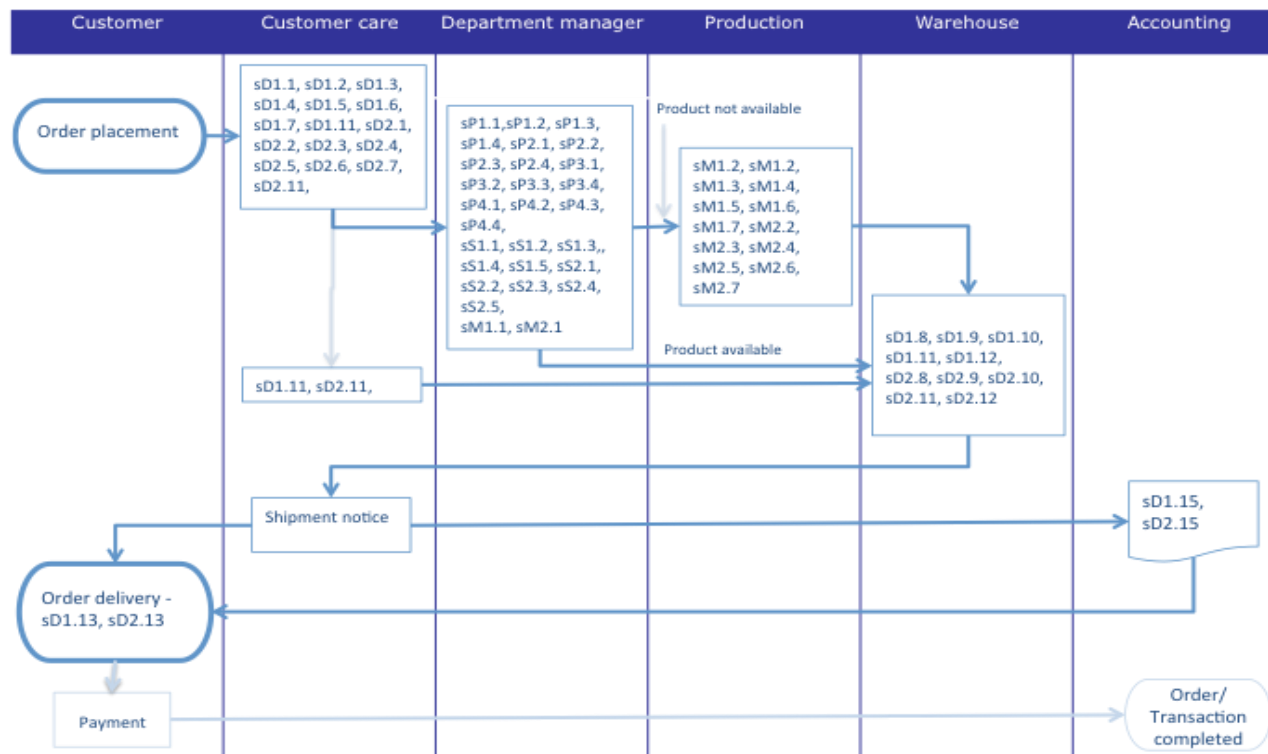 Customer
Customer care
Department manager
Production
Warehouse
Accounting
Order placement
sD1.1, sD1.2, sD1.3,
sD1.4, sD1.5, sD1.6,
sD1.7, sD1.11, sD2.1,
sD2.2, sD2.3, sD2.4,
sD2.5, sD2.6, sD2.7,
sD2.11,
sP1.1,sP1.2, sP1.3,
sP1.4, sP2.1, sP2.2,
sP2.3, sP2.4, sP3.1,
sP3.2, sP3.3, sP3.4,
sP4.1, sP4.2, sP4.3,
sP4.4,
sS1.1, sS1.2, sS1.3,,
sS1.4, sS1.5, sS2.1,
sS2.2, sS2.3, sS2.4,
sS2.5,
sM1.1, sM2.1
Product not available
sM1.2, sM1.2,
sM1.3, sM1.4,
sM1.5, sM1.6,
sM1.7, sM2.2,
sM2.3, sM2.4,
sM2.5, sM2.6,
sM2.7
Product available
sD1.8, sD1.9, sD1.10,
sD1.11, sD1.12,
sD2.8, sD2.9, sD2.10,
sD2.11, sD2.12
sD1.11, sD2.11,
Shipment notice
sD1.15,
sD2.15
Order delivery -
sD1.13, sD2.13
Payment
Order/
Transaction
completed